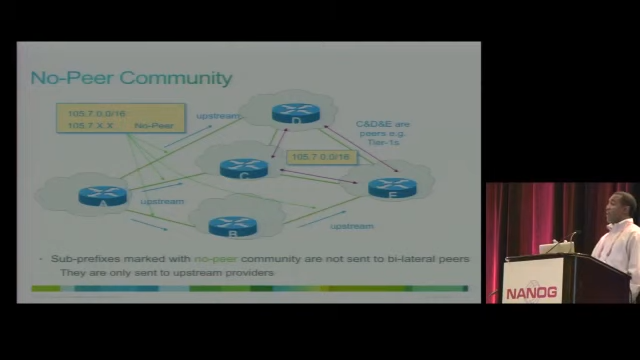 No-Peer Community
105.7.0.0/16
105.7.X.X No-Peer
upstream
D
C&D&E are
peers e.g.
Tier-1s
C
105.7.0.0/16
A
upstream
E
B
upstream
- Sub-prefixes marked with no-peer community are not sent to bi-lateral peers
They are only sent to upstream providers
NANOG